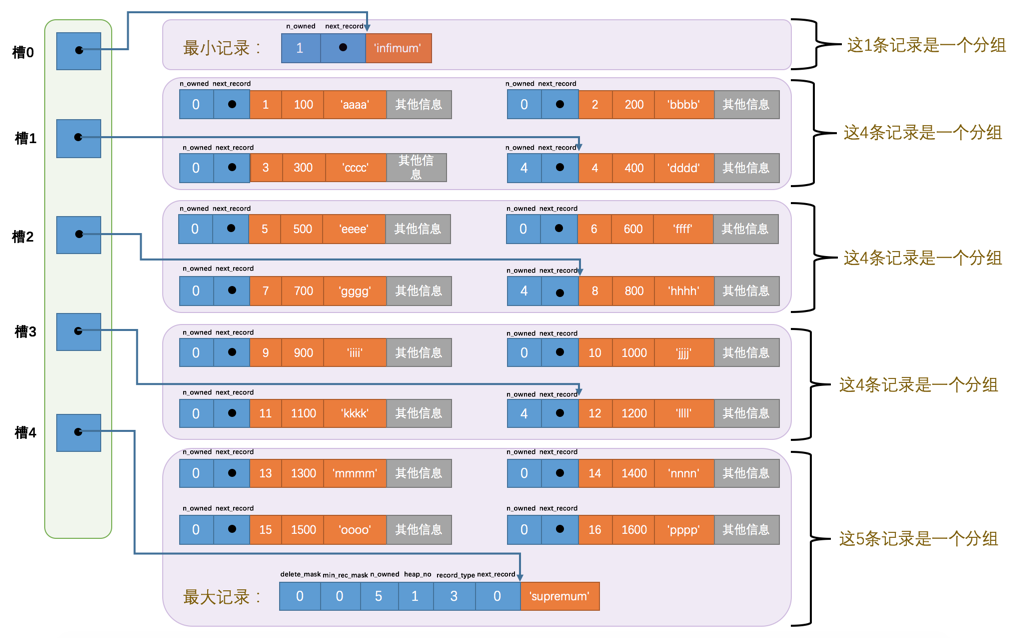 n_owned next_record
槽0
最小记录： 1 'infimum'
这1条记录是一个分组
n_owned next_record n_owned next_record
0 1 100 'aaaa' 其他信息 0 2 200 'bbbb' 其他信息
槽1
这4条记录是一个分组
n_owned next_record n_owned next_record
0 3 300 'cccc' 其他信
息
4 4 400 'dddd' 其他信息
n_owned next_record n_owned next_record
0 5 500 'eeee' 其他信息 0 6 600 'ffff' 其他信息
槽2
这4条记录是一个分组
n_owned next_record n_owned next_record
0 7 700 'gggg' 其他信息 4 8 800 'hhhh' 其他信息
槽3
n_owned next_record n_owned next_record
0 9 900 'iiii' 其他信息 0 10 1000 'jjjj' 其他信息
这4条记录是一个分组
n_owned next_record n_owned next_record
0 11 1100 'kkkk' 其他信息 4 12 1200 'llll' 其他信息
槽4
n_owned next_record n_owned next_record
0 13 1300 'mmmm' 其他信息 0 14 1400 'nnnn' 其他信息
n_owned next_record n_owned next_record
0 15 1500 'oooo' 其他信息 0 16 1600 'pppp' 其他信息
这5条记录是一个分组
delete_mask min_rec_mask n_owned heap_no record_type next_record
最大记录： 0 0 5 1 3 0 'supremum'